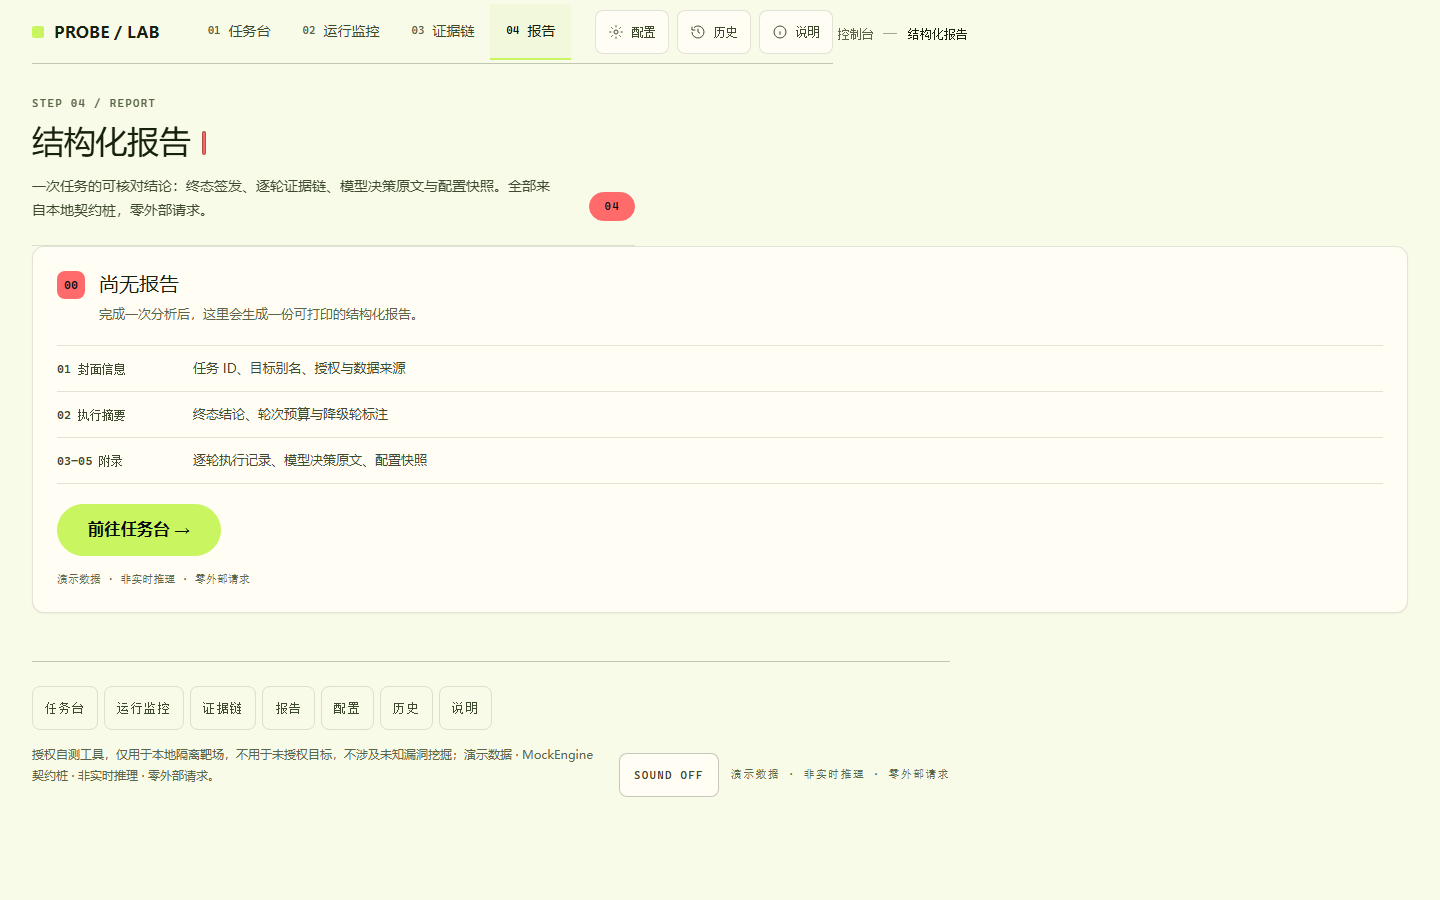 PROBE / LAB
01 任务台
02 运行监控
03 证据链
04 报告
配置
历史
说明
控制台 — 结构化报告
STEP 04 / REPORT
结构化报告
一次任务的可核对结论：终态签发、逐轮证据链、模型决策原文与配置快照。全部来
自本地契约桩，零外部请求。
04
00
尚无报告
完成一次分析后，这里会生成一份可打印的结构化报告。
01 封面信息 任务 ID、目标别名、授权与数据来源
02 执行摘要 终态结论、轮次预算与降级轮标注
03–05 附录 逐轮执行记录、模型决策原文、配置快照
前往任务台 →
演示数据 · 非实时推理 · 零外部请求
任务台
运行监控
证据链
报告
配置
历史
说明
授权自测工具，仅用于本地隔离靶场，不用于未授权目标，不涉及未知漏洞挖掘；演示数据 · MockEngine
契约桩 · 非实时推理 · 零外部请求。
SOUND OFF
演示数据 · 非实时推理 · 零外部请求